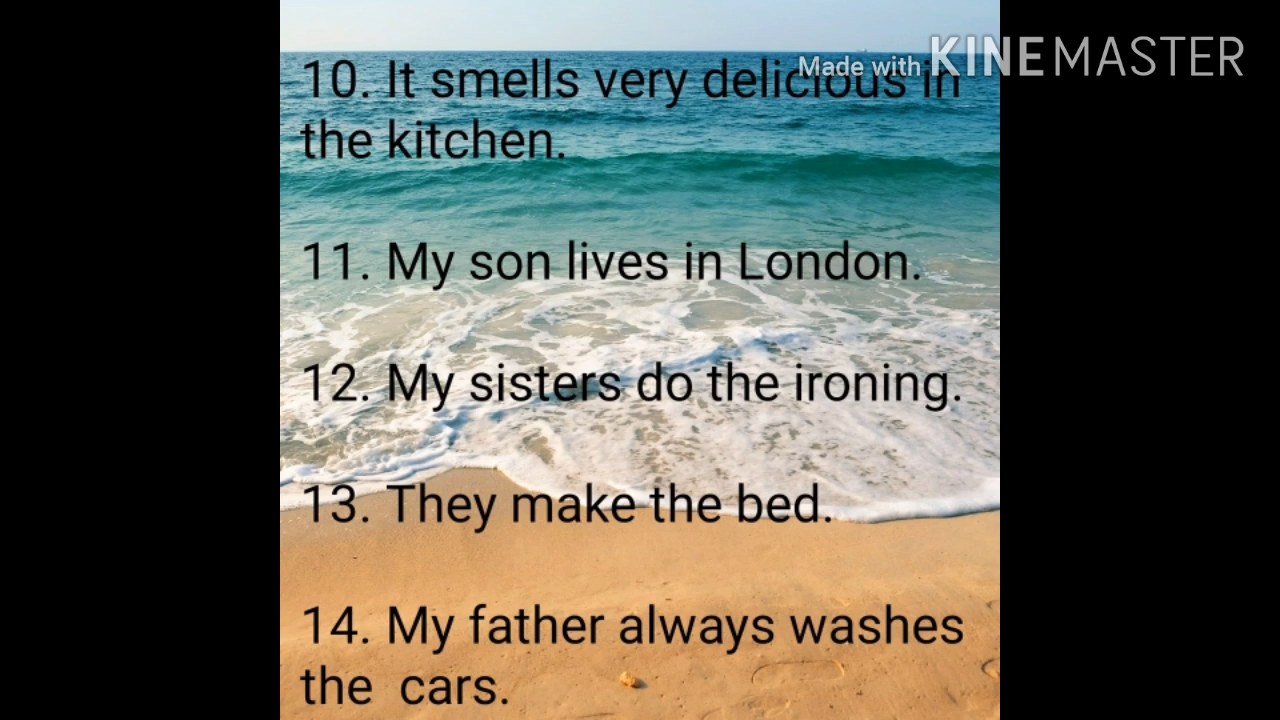 Made with KINEMASTER
10. It smells very delicious in
the kitchen.
11. My son lives in London.
12. My sisters do the ironing.
13. They make the bed.
14. My father always washes
the  cars.